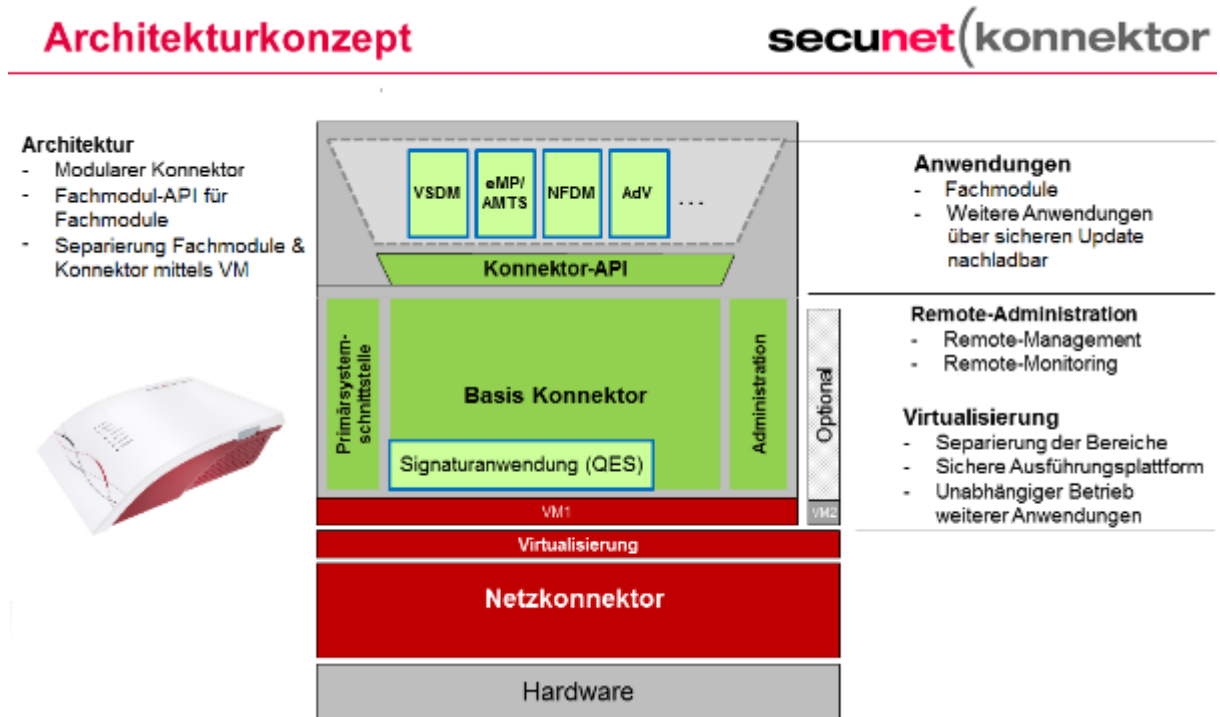 Architekturkonzept
secunet(konnektor
Architektur
- Modularer Konnektor
- Fachmodul-API für
Fachmodule
- Separierung Fachmodule &
Konnektor mittels VM
VSDM
eMP/
AMTS
NFDM
AdV
...
Konnektor-API
Primärsystem-
schnittstelle
Basis Konnektor
Signaturanwendung (QES)
Administration
Optional
VM1
VM2
Virtualisierung
Netzkonnektor
Hardware
Anwendungen
- Fachmodule
- Weitere Anwendungen
über sicheren Update
nachladbar
Remote-Administration
- Remote-Management
- Remote-Monitoring
Virtualisierung
- Separierung der Bereiche
- Sichere Ausführungsplattform
- Unabhängiger Betrieb
weiterer Anwendungen